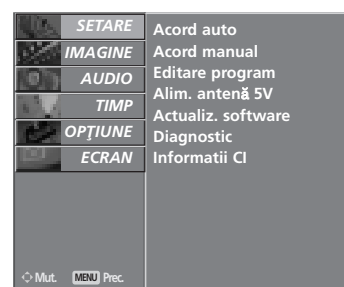 SETARE
IMAGINE
AUDIO
TIMP
OPŢIUNE
ECRAN
Mut. MENU Prec.
Acord auto
Acord manual
Editare program
Alim. antenă 5V
Actualiz. software
Diagnostic
Informatii CI